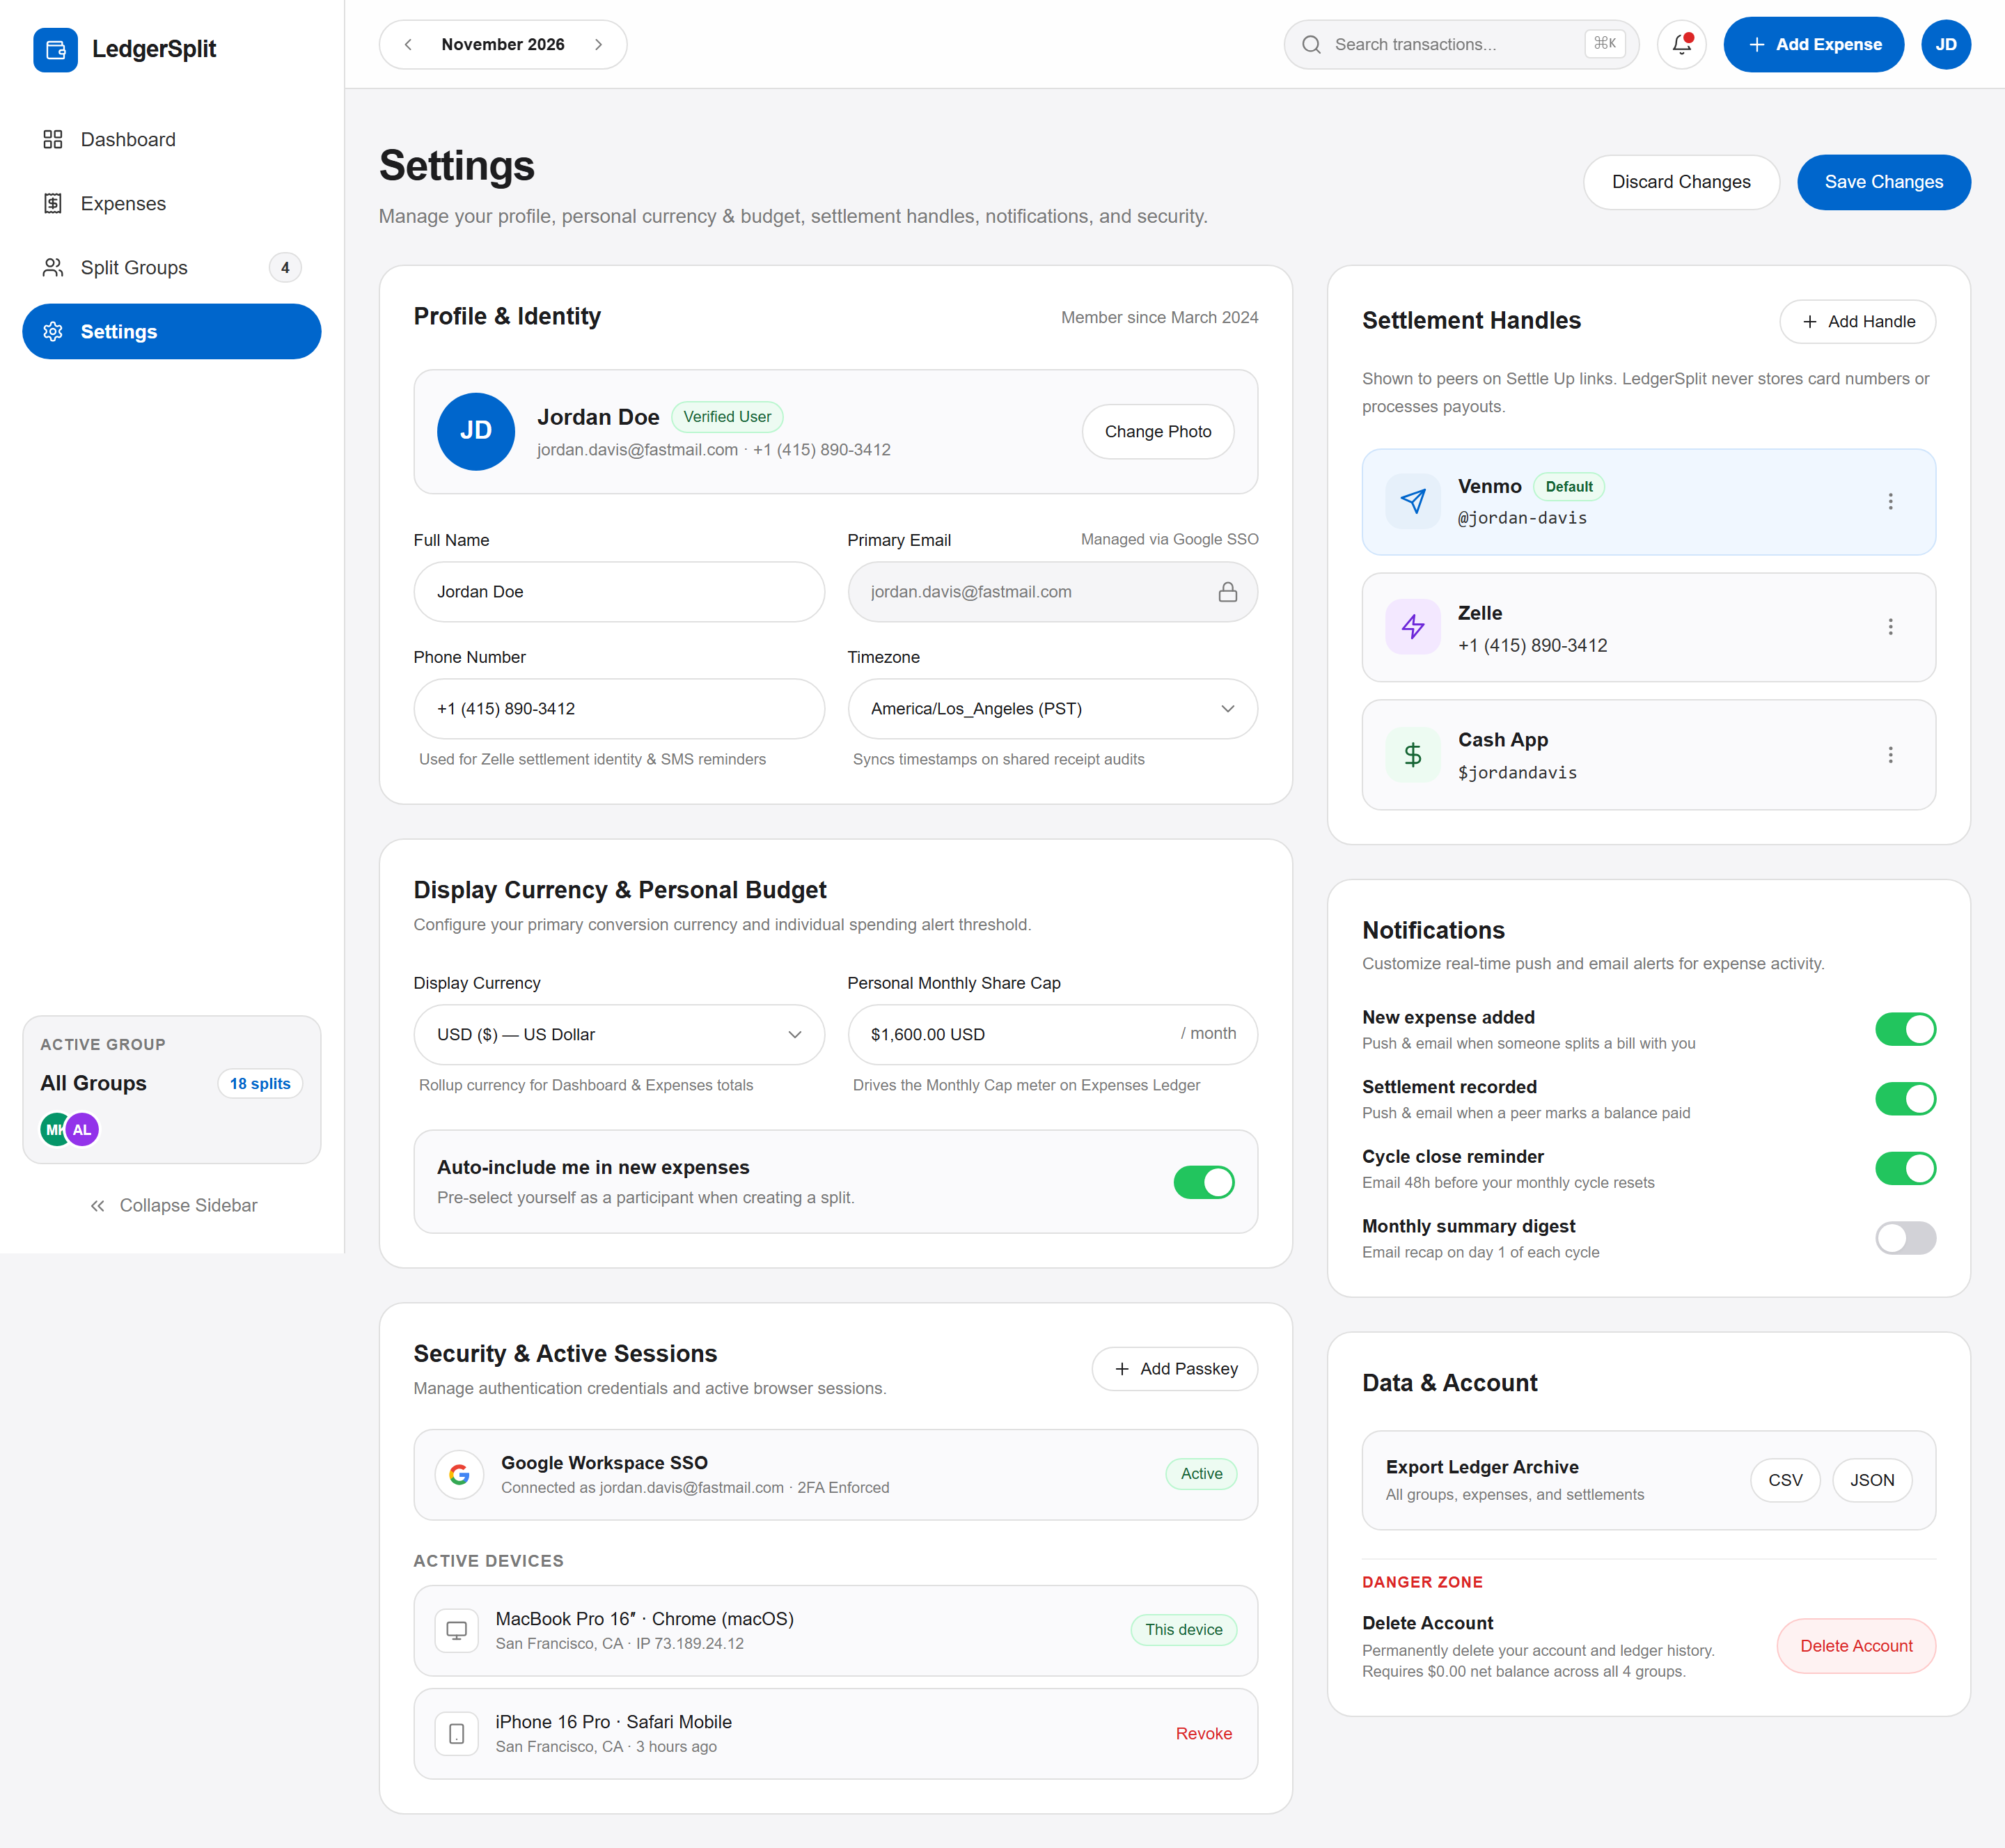 LedgerSplit
Dashboard
Expenses
Split Groups
4
Settings
ACTIVE GROUP
All Groups
18 splits
MK
AL
Collapse Sidebar
November 2026
Search transactions...
⌘K
Add Expense
JD
Settings
Manage your profile, personal currency & budget, settlement handles, notifications, and security.
Discard Changes
Save Changes
Profile & Identity
Member since March 2024
JD
Jordan Doe
Verified User
jordan.davis@fastmail.com · +1 (415) 890-3412
Change Photo
Full Name
Jordan Doe
Primary Email
Managed via Google SSO
jordan.davis@fastmail.com
Phone Number
+1 (415) 890-3412
Used for Zelle settlement identity & SMS reminders
Timezone
America/Los_Angeles (PST)
Syncs timestamps on shared receipt audits
Display Currency & Personal Budget
Configure your primary conversion currency and individual spending alert threshold.
Display Currency
USD ($) — US Dollar
Rollup currency for Dashboard & Expenses totals
Personal Monthly Share Cap
$1,600.00 USD
/ month
Drives the Monthly Cap meter on Expenses Ledger
Auto-include me in new expenses
Pre-select yourself as a participant when creating a split.
Security & Active Sessions
Manage authentication credentials and active browser sessions.
Add Passkey
Google Workspace SSO
Connected as jordan.davis@fastmail.com · 2FA Enforced
Active
ACTIVE DEVICES
MacBook Pro 16″ · Chrome (macOS)
San Francisco, CA · IP 73.189.24.12
This device
iPhone 16 Pro · Safari Mobile
San Francisco, CA · 3 hours ago
Revoke
Settlement Handles
Add Handle
Shown to peers on Settle Up links. LedgerSplit never stores card numbers or
processes payouts.
Venmo
Default
@jordan-davis
Zelle
+1 (415) 890-3412
Cash App
$jordandavis
Notifications
Customize real-time push and email alerts for expense activity.
New expense added
Push & email when someone splits a bill with you
Settlement recorded
Push & email when a peer marks a balance paid
Cycle close reminder
Email 48h before your monthly cycle resets
Monthly summary digest
Email recap on day 1 of each cycle
Data & Account
Export Ledger Archive
All groups, expenses, and settlements
CSV
JSON
DANGER ZONE
Delete Account
Permanently delete your account and ledger history.
Requires $0.00 net balance across all 4 groups.
Delete Account